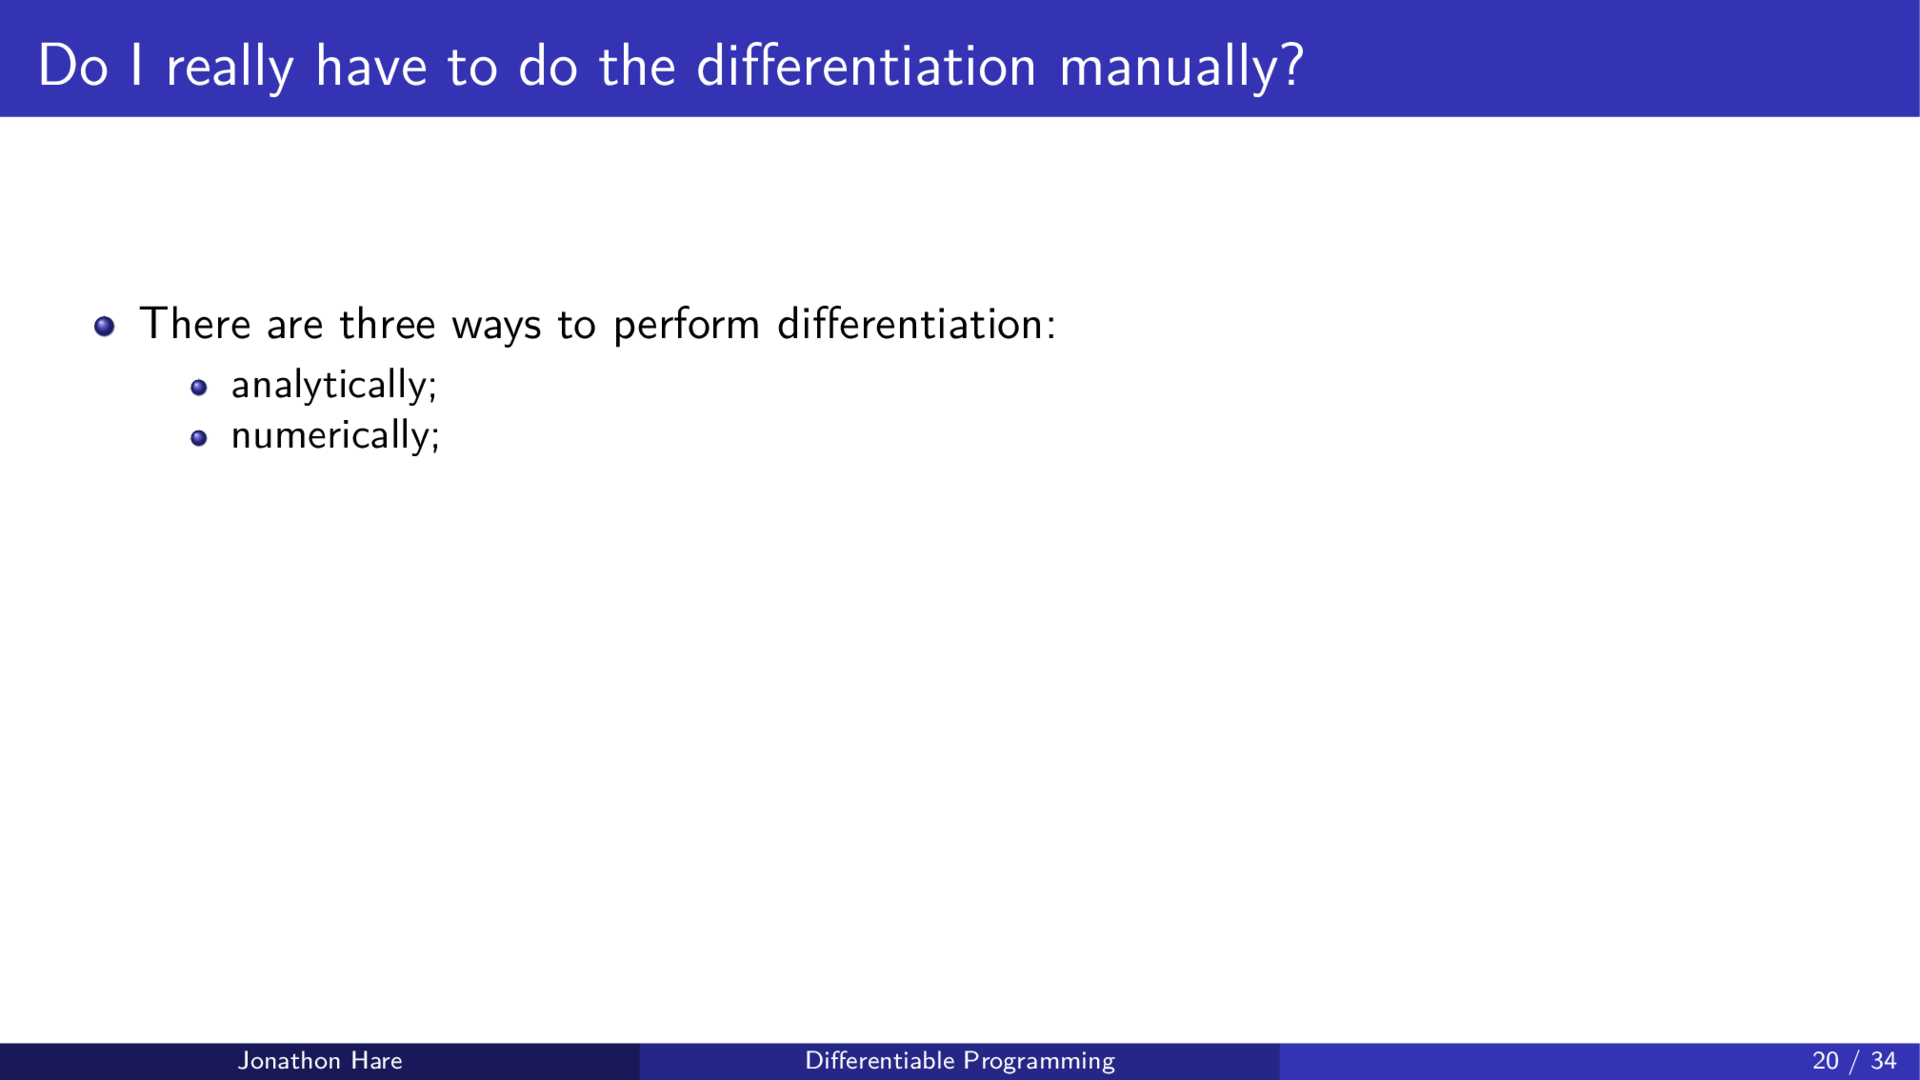 Do I really have to do the differentiation manually?
There are three ways to perform differentiation:
analytically;
numerically;
Jonathon Hare
Differentiable Programming
20 / 34